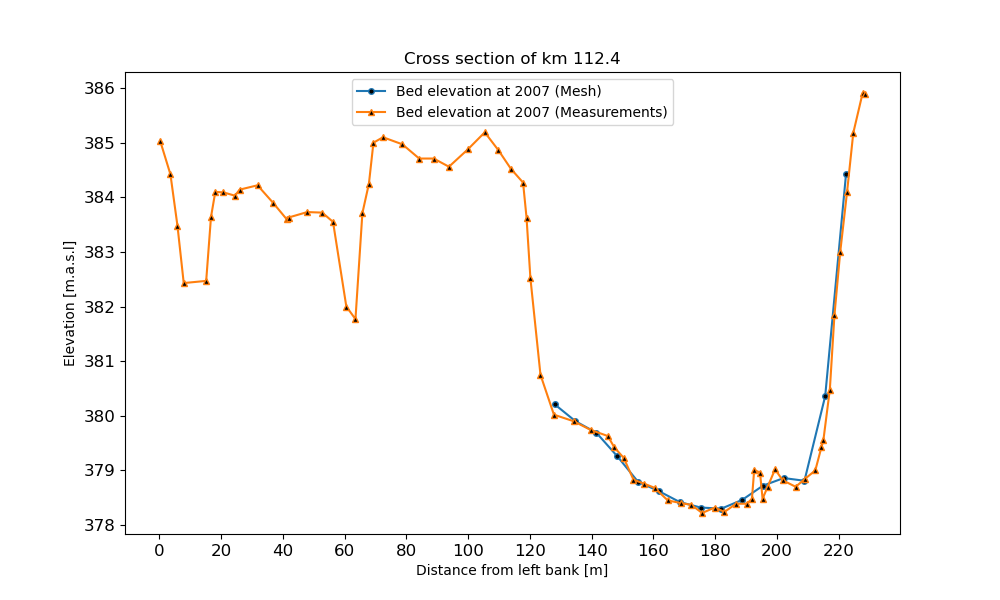 Cross section of km 112.4
Bed elevation at 2007 (Mesh)
Bed elevation at 2007 (Measurements)
Elevation [m.a.s.l]
386
385
384
383
382
381
380
379
378
0 20 40 60 80 100 120 140 160 180 200 220
Distance from left bank [m]